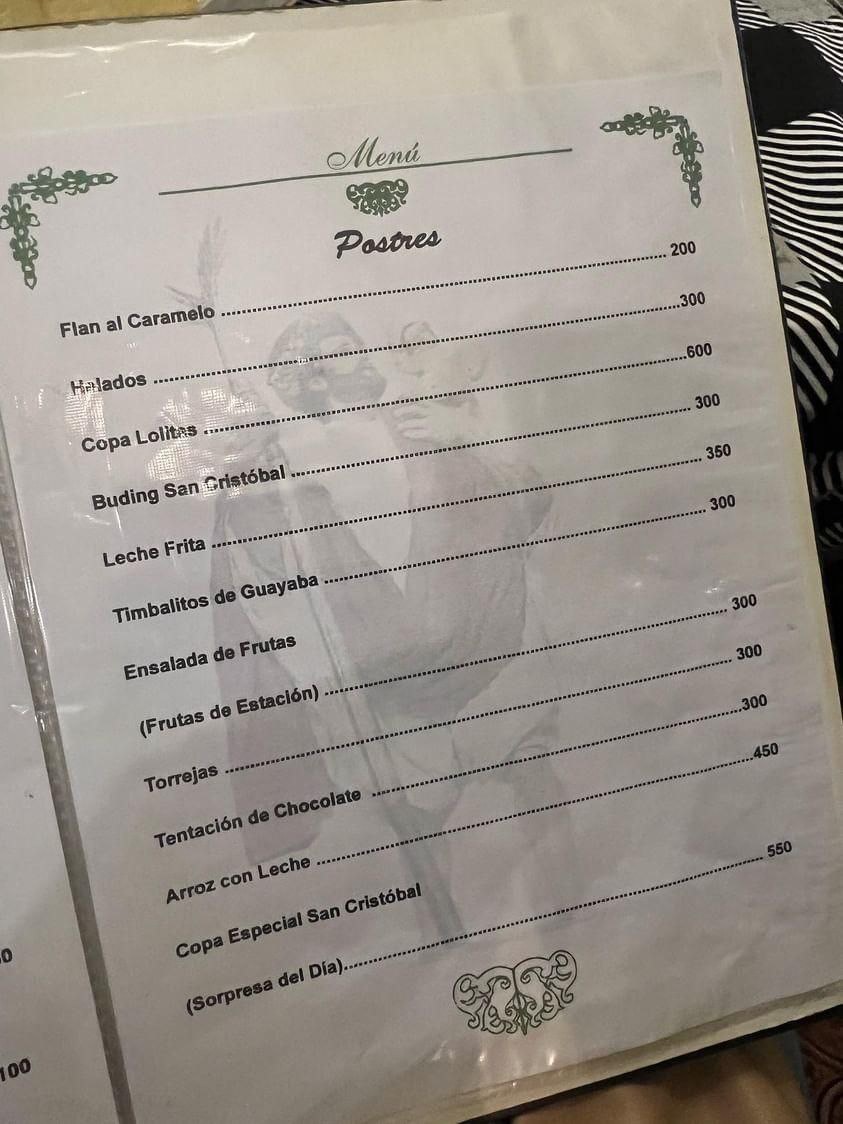 Menú
Postres
Flan al Caramelo ........................ 200
Helados ........................300
Copa Lolitas ........................600
Buding San Cristóbal ........................ 300
Leche Frita ........................ 350
Timbalitos de Guayaba ........................ 300
Ensalada de Frutas
(Frutas de Estación) ........................ 300
Torrejas ........................ 300
Tentación de Chocolate ........................300
Arroz con Leche ........................450
Copa Especial San Cristóbal
(Sorpresa del Día)........................ 550
0
100